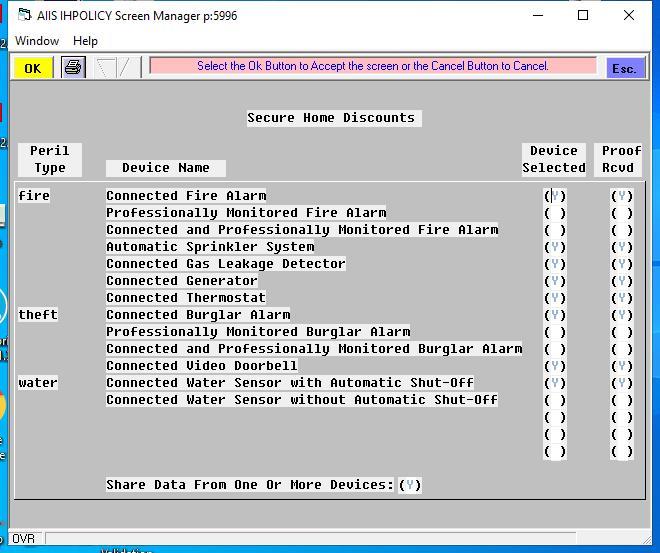 AIIS IHPOLICY Screen Manager p:5996
Window Help
OK Select the Ok Button to Accept the screen or the Cancel Button to Cancel. Esc.
Secure Home Discounts
Peril Type Device Name Device Selected Proof Rcvd
fire Connected Fire Alarm (Y) (Y)
Professionally Monitored Fire Alarm ( ) ( )
Connected and Professionally Monitored Fire Alarm ( ) ( )
Automatic Sprinkler System (Y) (Y)
Connected Gas Leakage Detector (Y) (Y)
Connected Generator (Y) (Y)
Connected Thermostat (Y) (Y)
theft Connected Burglar Alarm (Y) (Y)
Professionally Monitored Burglar Alarm ( ) ( )
Connected and Professionally Monitored Burglar Alarm ( ) ( )
Connected Video Doorbell (Y) (Y)
water Connected Water Sensor with Automatic Shut-Off (Y) (Y)
Connected Water Sensor without Automatic Shut-Off ( ) ( )
( ) ( )
( ) ( )
( ) ( )
Share Data From One Or More Devices: (Y)
OVR